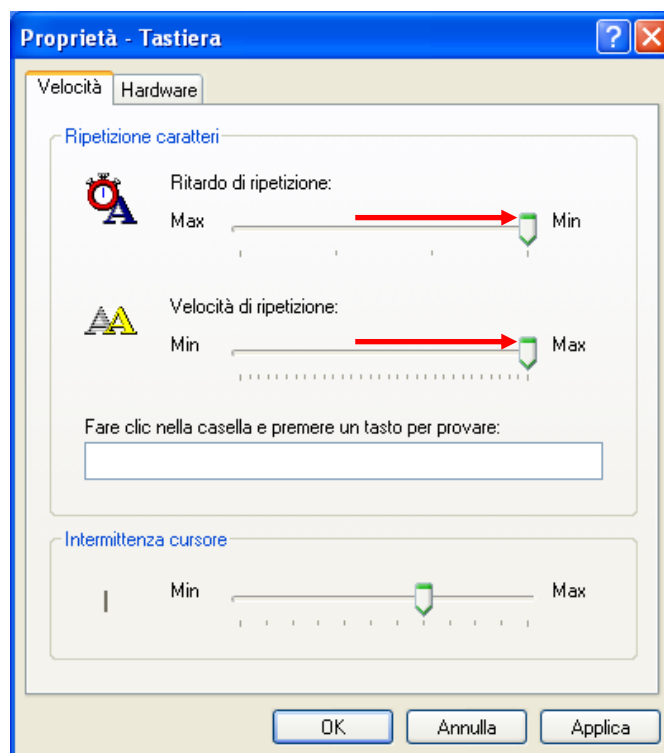 Proprietà - Tastiera
Velocità Hardware
Ripetizione caratteri
Ritardo di ripetizione:
Max Min
Velocità di ripetizione:
Min Max
Fare clic nella casella e premere un tasto per provare:
Intermittenza cursore
Min Max
OK Annulla Applica